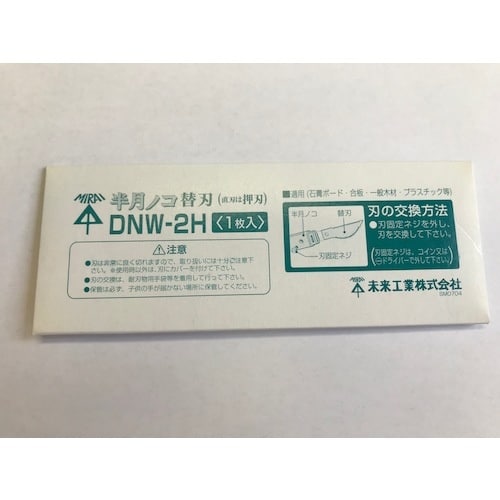 MIRAI
半月ノコ替刃(直刃は押刃)
DNW-2H〈1枚入〉
⚠注意
●刃は非常に良く切れますので、取り扱いには十分ご注意下
さい。※使用時以外は、刃にカバーを付けて下さい。
●刃の交換は、耐刃物用手袋等を着用して行って下さい。
●保管は必ず、子供の手が届かない場所に保管してください。
■適用(石膏ボード・合板・一般木材・プラスチック等)
半月ノコ 替刃
刃固定ネジ
刃の交換方法
●刃固定ネジを外し、
刃を交換して下さい。
(刃固定ネジは、コイン又は
⊖ドライバーで外して下さい。)
MIRAI
未来工業株式会社
SM0704